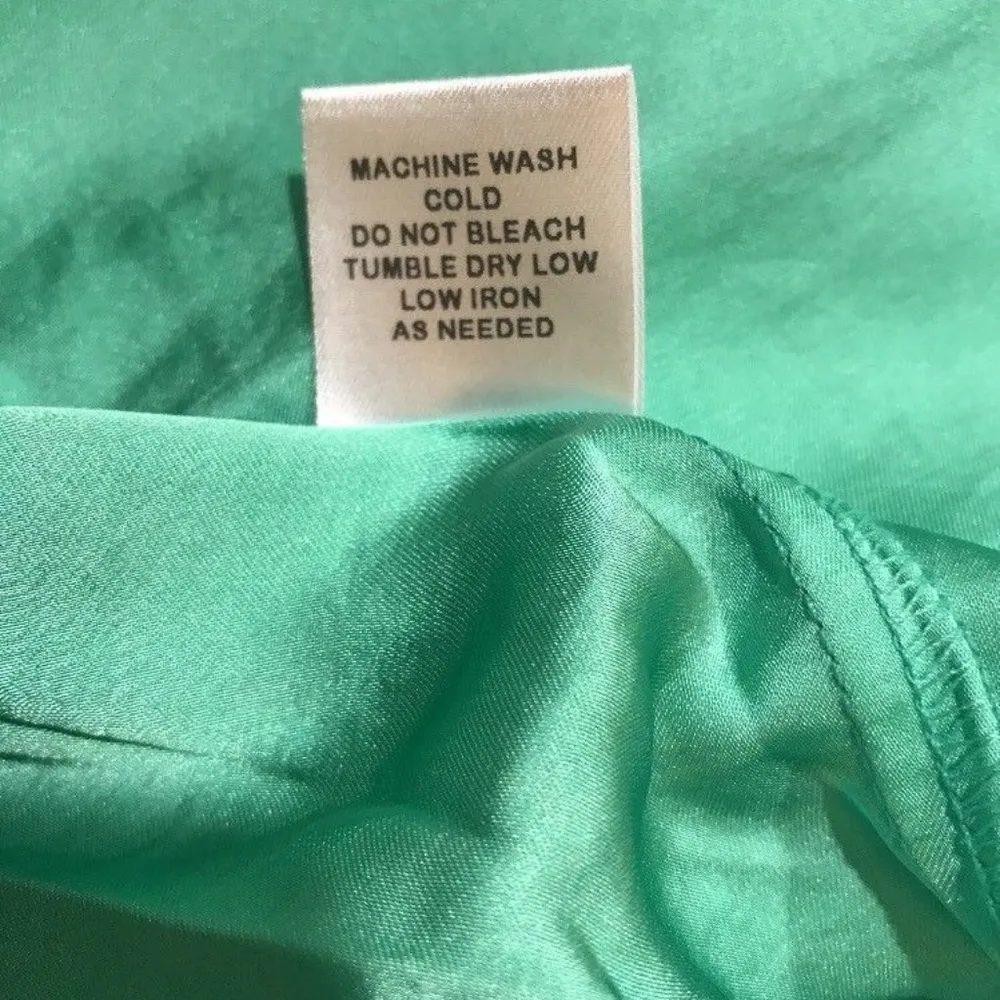 MACHINE WASH
COLD
DO NOT BLEACH
TUMBLE DRY LOW
LOW IRON
AS NEEDED